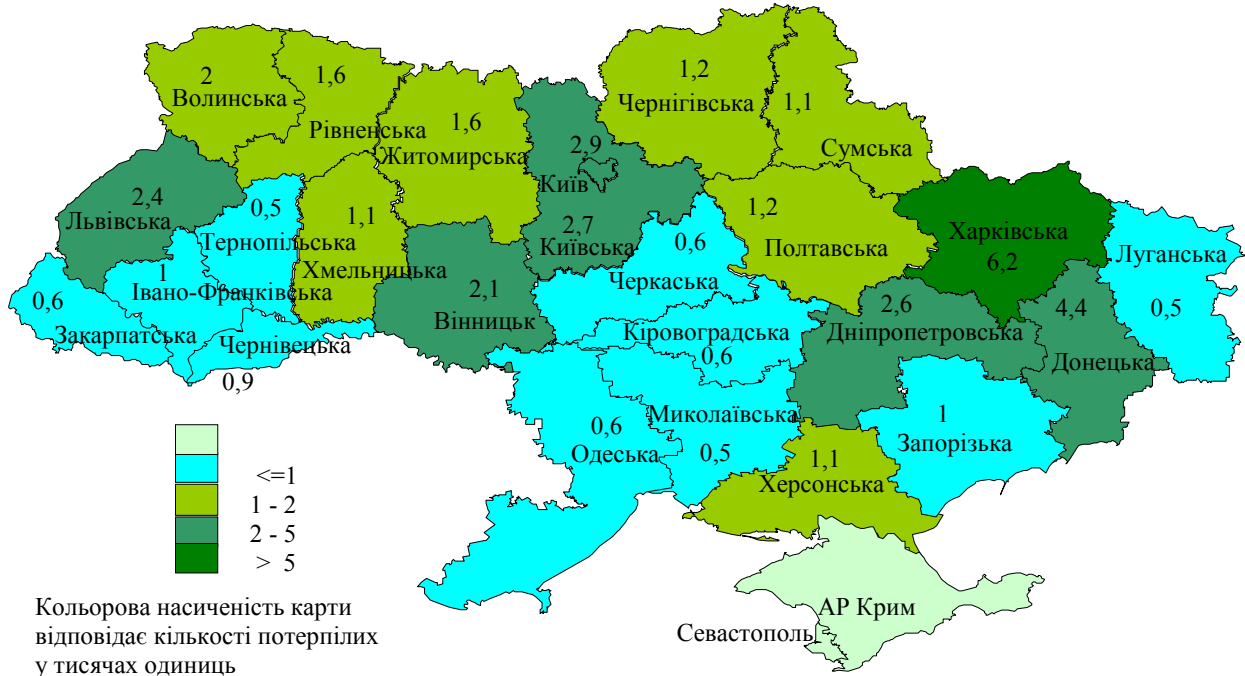 2
Волинська
1,6
Рівненська
1,6
Житомирська
1,2
Чернігівська
1,1
Сумська
2,9
Київ
2,7
Київська
2,4
Львівська
0,5
Тернопільська
1,1
Хмельницька
1
Івано-Франківська
0,6
Закарпатська
Чернівецька
0,9
2,1
Вінницьк
0,6
Черкаська
1,2
Полтавська
Харківська
6,2
Луганська
0,5
Кіровоградська
0,6
2,6
Дніпропетровська
4,4
Донецька
0,6
Одеська
Миколаївська
0,5
1
Запорізька
1,1
Херсонська
АР Крим
Севастополь
<=1
1 - 2
2 - 5
> 5
Кольорова насиченість карти
відповідає кількості потерпілих
у тисячах одиниць